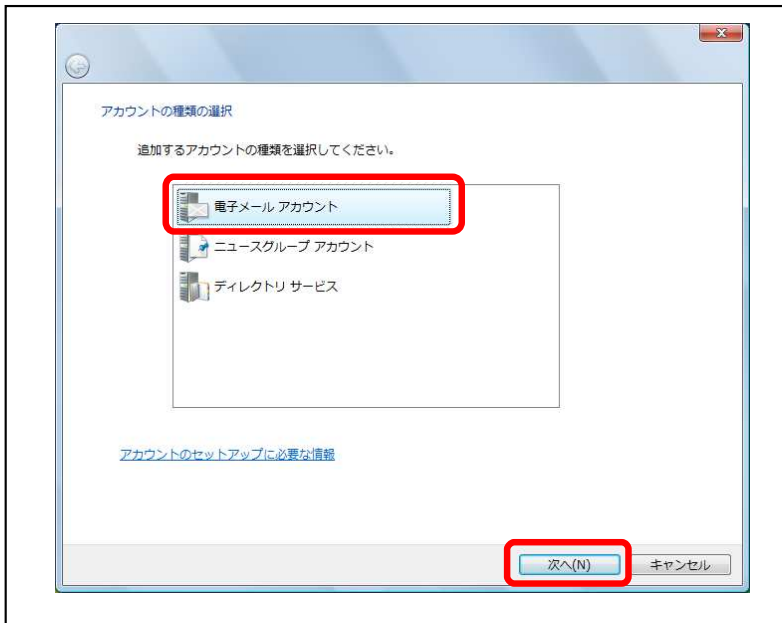 アカウントの種類の選択
追加するアカウントの種類を選択してください。
電子メール アカウント
ニュースグループ アカウント
ディレクトリ サービス
アカウントのセットアップに必要な情報
次へ(N)
キャンセル